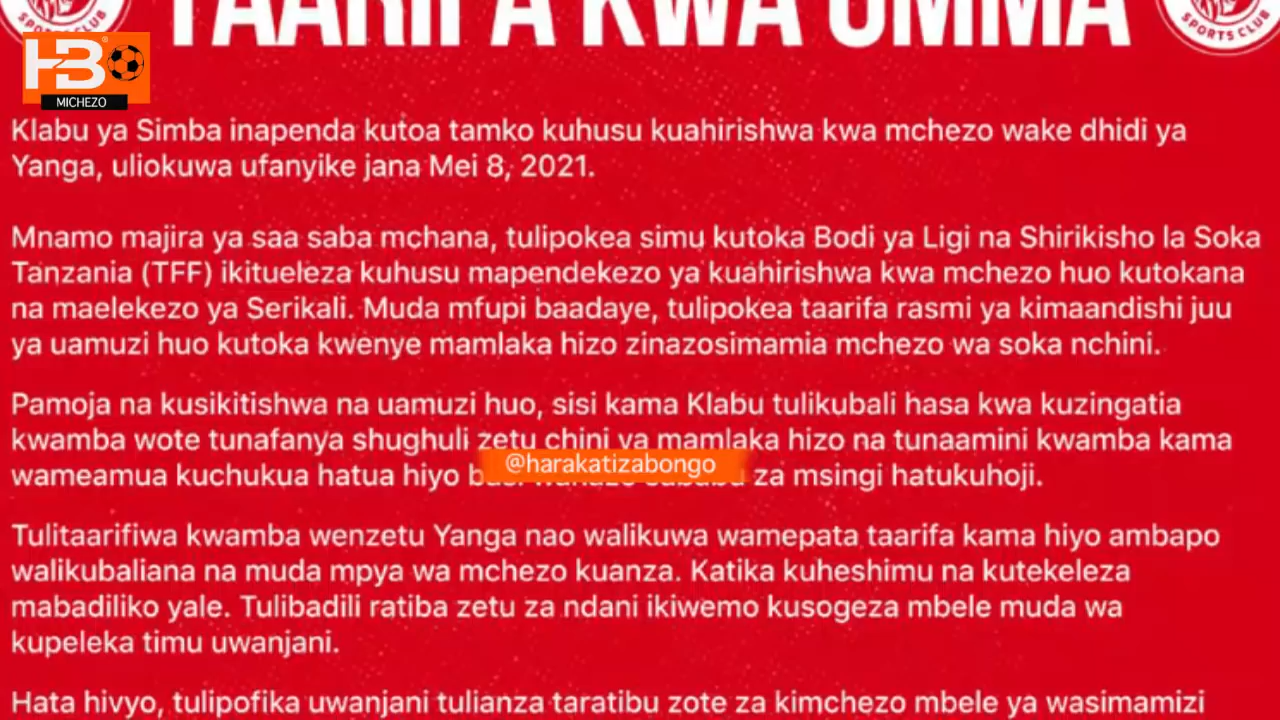 TAARIFA KWA UMMA
SPORTS CLUB
SPORTS CLUB
HB
MICHEZO
Klabu ya Simba inapenda kutoa tamko kuhusu kuahirishwa kwa mchezo wake dhidi ya
Yanga, uliokuwa ufanyike jana Mei 8, 2021.
Mnamo majira ya saa saba mchana, tulipokea simu kutoka Bodi ya Ligi na Shirikisho la Soka
Tanzania (TFF) ikitueleza kuhusu mapendekezo ya kuahirishwa kwa mchezo huo kutokana
na maelekezo ya Serikali. Muda mfupi baadaye, tulipokea taarifa rasmi ya kimaandishi juu
ya uamuzi huo kutoka kwenye mamlaka hizo zinazosimamia mchezo wa soka nchini.
Pamoja na kusikitishwa na uamuzi huo, sisi kama Klabu tulikubali hasa kwa kuzingatia
kwamba wote tunafanya shughuli zetu chini ya mamlaka hizo na tunaamini kwamba kama
@harakatizabongo
wameamua kuchukua hatua hiyo za msingi hatukuhoji.
Tulitaarifiwa kwamba wenzetu Yanga nao walikuwa wamepata taarifa kama hiyo ambapo
walikubaliana na muda mpya wa mchezo kuanza. Katika kuheshimu na kutekeleza
mabadiliko yale. Tulibadili ratiba zetu za ndani ikiwemo kusogeza mbele muda wa
kupeleka timu uwanjani.
Hata hivyo, tulipofika uwanjani tulianza taratibu zote za kimchezo mbele ya wasimamizi